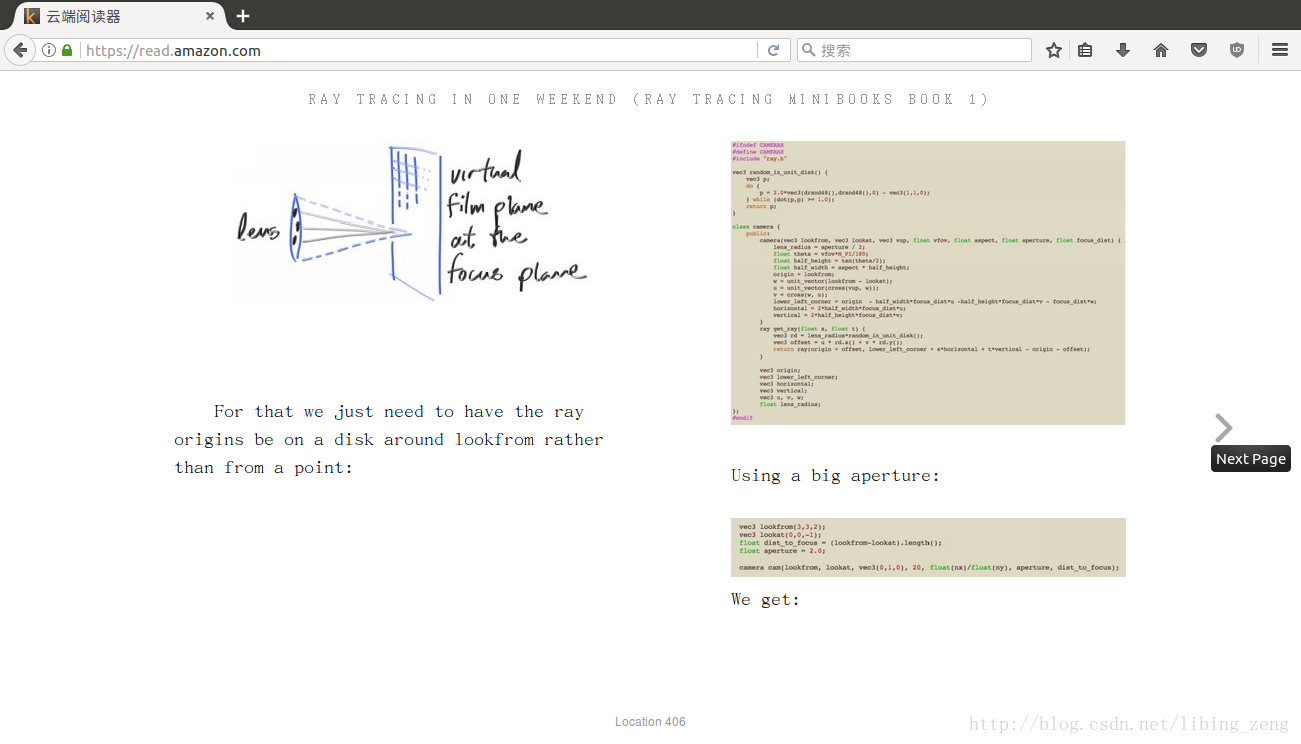 云端阅读器
https://read.amazon.com
搜索
RAY TRACING IN ONE WEEKEND (RAY TRACING MINIBOOKS BOOK 1)
lens
virtual
film plane
at the
focus plane
For that we just need to have the ray
origins be on a disk around lookfrom rather
than from a point:
#ifndef CAMERAH
#define CAMERAH
#include "ray.h"
vec3 random_in_unit_disk() {
vec3 p;
do {
p = 2.0*vec3(drand48(),drand48(),0) - vec3(1,1,0);
} while (dot(p,p) >= 1.0);
return p;
}
class camera {
public:
camera(vec3 lookfrom, vec3 lookat, vec3 vup, float vfov, float aspect, float aperture, float focus_dist) {
lens_radius = aperture / 2;
float theta = vfov*M_PI/180;
float half_height = tan(theta/2);
float half_width = aspect * half_height;
origin = lookfrom;
w = unit_vector(lookfrom - lookat);
u = unit_vector(cross(vup, w));
v = cross(w, u);
lower_left_corner = origin - half_width*focus_dist*u -half_height*focus_dist*v - focus_dist*w;
horizontal = 2*half_width*focus_dist*u;
vertical = 2*half_height*focus_dist*v;
}
ray get_ray(float s, float t) {
vec3 rd = lens_radius*random_in_unit_disk();
vec3 offset = u * rd.x() + v * rd.y();
return ray(origin + offset, lower_left_corner + s*horizontal + t*vertical - origin - offset);
}
vec3 origin;
vec3 lower_left_corner;
vec3 horizontal;
vec3 vertical;
vec3 u, v, w;
float lens_radius;
};
#endif
Next Page
Using a big aperture:
vec3 lookfrom(3,3,2);
vec3 lookat(0,0,-1);
float dist_to_focus = (lookfrom-lookat).length();
float aperture = 2.0;
camera cam(lookfrom, lookat, vec3(0,1,0), 20, float(nx)/float(ny), aperture, dist_to_focus);
We get:
Location 406
http://blog.csdn.net/libing_zeng